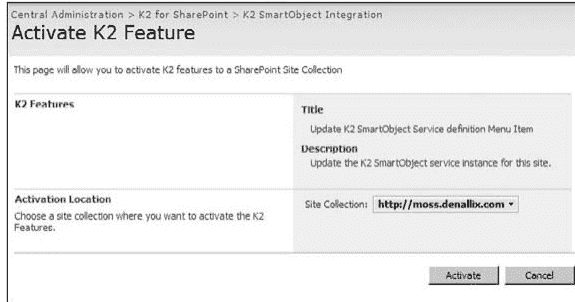 Central Administration > K2 for SharePoint > K2 SmartObject Integration
Activate K2 Feature
This page will allow you to activate K2 features to a SharePoint Site Collection
K2 Features
Title
Update K2 SmartObject Service definition Menu Item
Description
Update the K2 SmartObject service instance for this site.
Activation Location
Choose a site collection where you want to activate the K2
Features.
Site Collection: http://moss.denallix.com
Activate Cancel